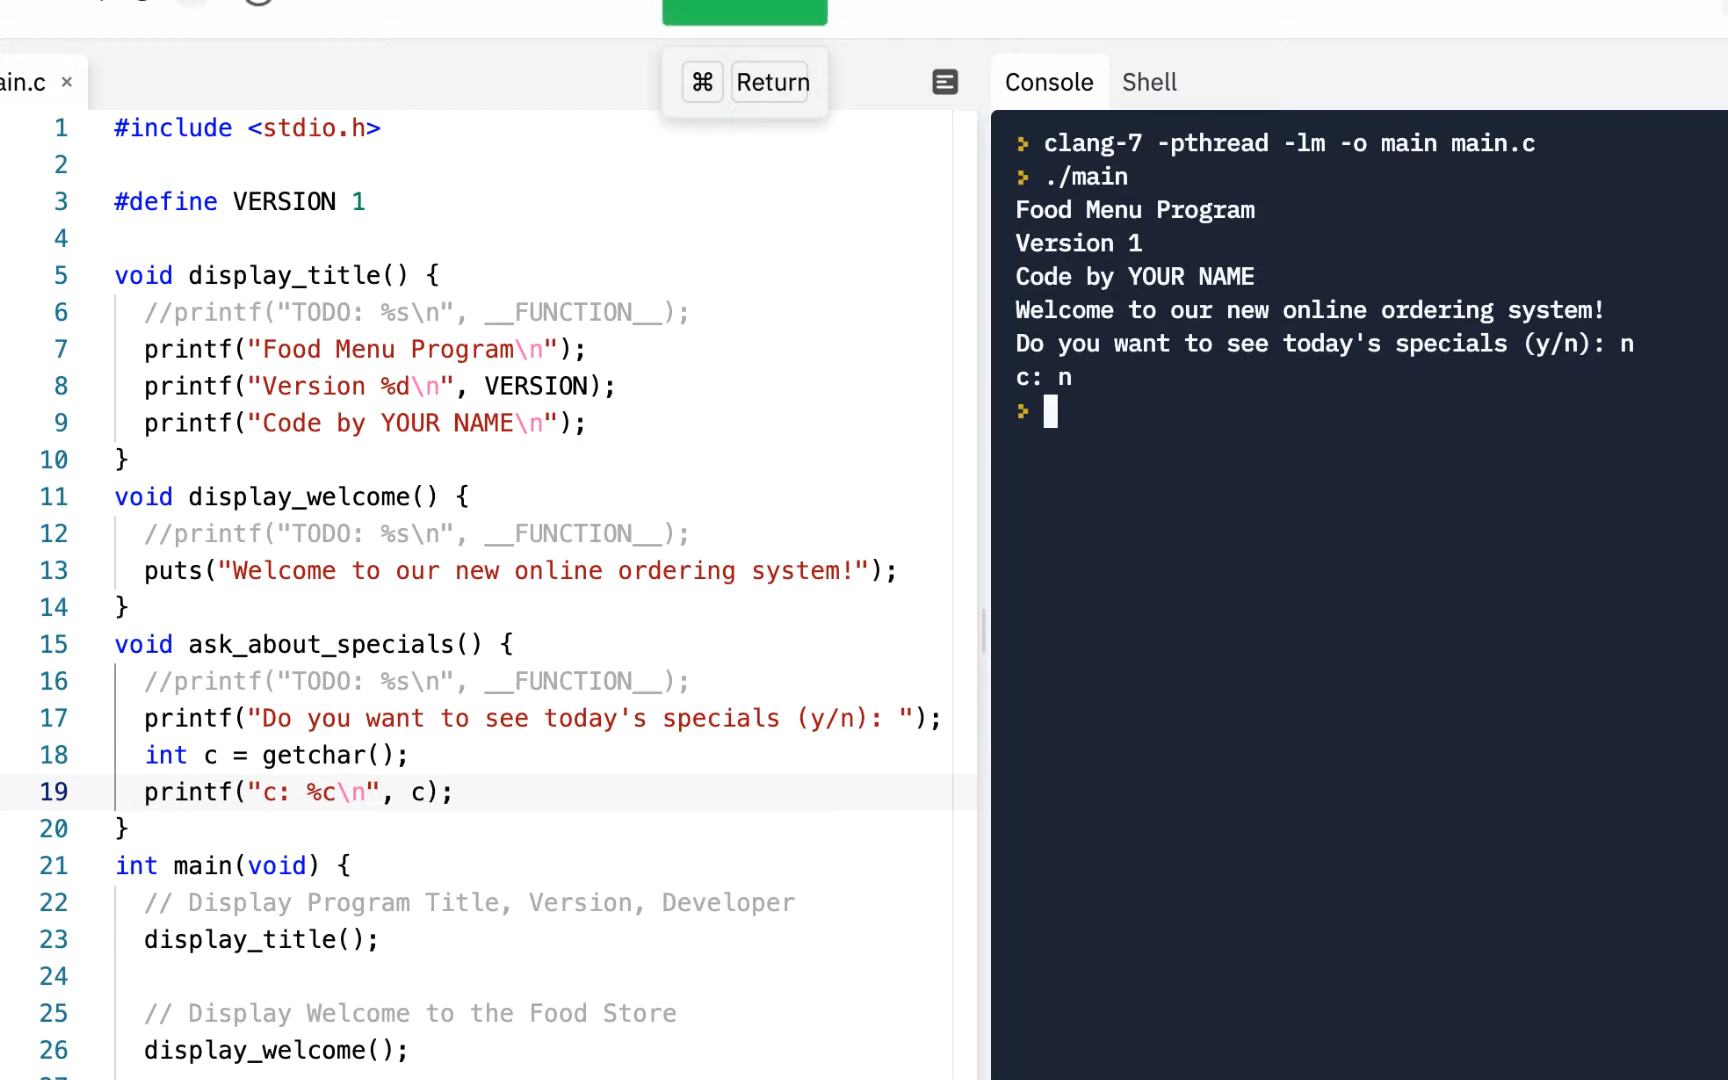 ⌘ Return
ain.c ×
Console Shell
1 #include <stdio.h>
2
3 #define VERSION 1
4
5 void display_title() {
6 //printf("TODO: %s\n", __FUNCTION__);
7 printf("Food Menu Program\n");
8 printf("Version %d\n", VERSION);
9 printf("Code by YOUR NAME\n");
10 }
11 void display_welcome() {
12 //printf("TODO: %s\n", __FUNCTION__);
13 puts("Welcome to our new online ordering system!");
14 }
15 void ask_about_specials() {
16 //printf("TODO: %s\n", __FUNCTION__);
17 printf("Do you want to see today's specials (y/n): ");
18 int c = getchar();
19 printf("c: %c\n", c);
20 }
21 int main(void) {
22 // Display Program Title, Version, Developer
23 display_title();
24
25 // Display Welcome to the Food Store
26 display_welcome();
clang-7 -pthread -lm -o main main.c
./main
Food Menu Program
Version 1
Code by YOUR NAME
Welcome to our new online ordering system!
Do you want to see today's specials (y/n): n
c: n